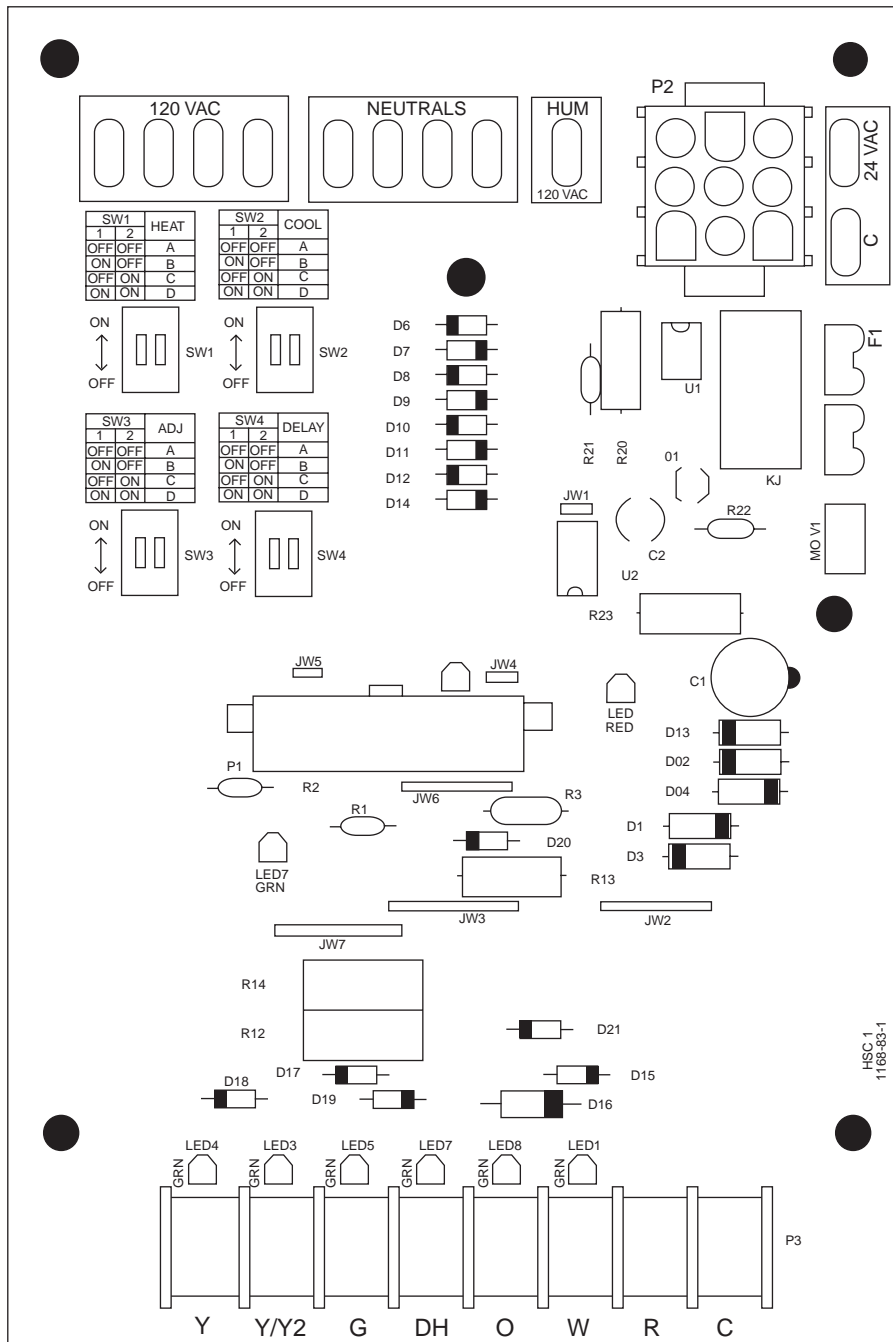 P2
120 VAC
NEUTRALS
HUM
120 VAC
24 VAC
C
SW1 HEAT
1 2
OFF OFF A
ON OFF B
OFF ON C
ON ON D
SW2 COOL
1 2
OFF OFF A
ON OFF B
OFF ON C
ON ON D
ON
OFF
SW1
ON
OFF
SW2
SW3 ADJ
1 2
OFF OFF A
ON OFF B
OFF ON C
ON ON D
SW4 DELAY
1 2
OFF OFF A
ON OFF B
OFF ON C
ON ON D
ON
OFF
SW3
ON
OFF
SW4
D6
D7
D8
D9
D10
D11
D12
D14
R21
R20
U1
F1
01
KJ
JW1
R22
MO V1
C2
U2
R23
JW5
JW4
LED
RED
C1
D13
D02
D04
P1
R2
JW6
R3
R1
D1
D20
D3
LED7
GRN
R13
JW3
JW2
JW7
R14
R12
D21
HSC 1
1168-83-1
D17
D15
D18
D19
D16
LED4
GRN
LED3
GRN
LED5
GRN
LED7
GRN
LED8
GRN
LED1
GRN
P3
Y Y/Y2 G DH O W R C